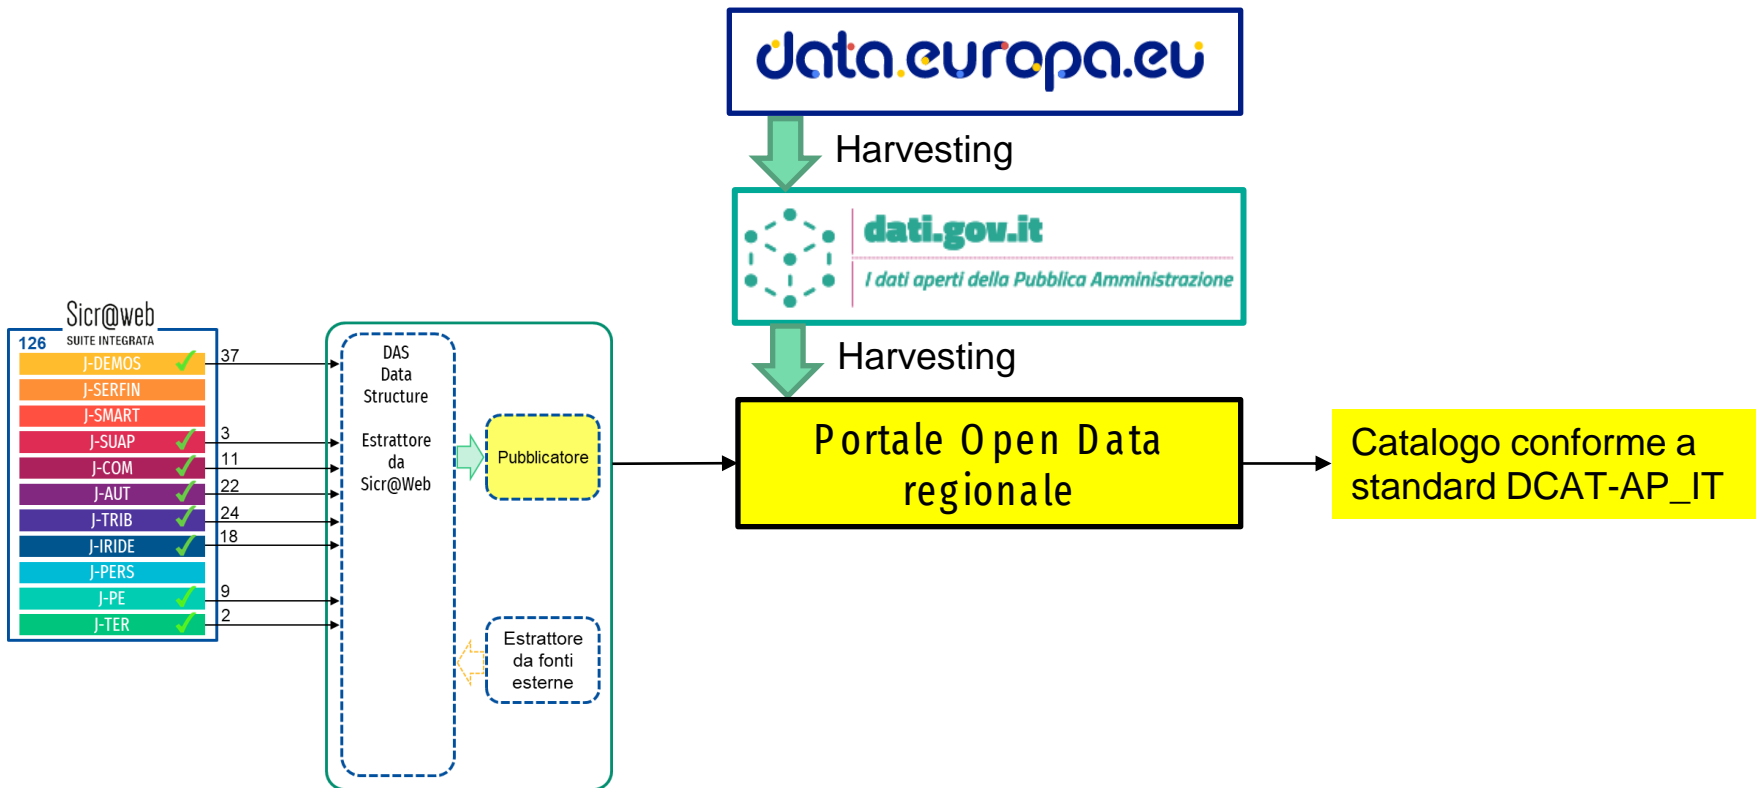 data.europa.eu
Harvesting
dati.gov.it
I dati aperti della Pubblica Amministrazione
Harvesting
Sicr@web
SUITE INTEGRATA
126
J-DEMOS
37
J-SERFIN
J-SMART
J-SUAP
3
J-COM
11
J-AUT
22
J-TRIB
24
J-IRIDE
18
J-PERS
J-PE
9
J-TER
2
DAS
Data
Structure
Estrattore
da
Sicr@Web
Pubblicatore
Estrattore
da fonti
esterne
Portale Open Data
regionale
Catalogo conforme a
standard DCAT-AP_IT